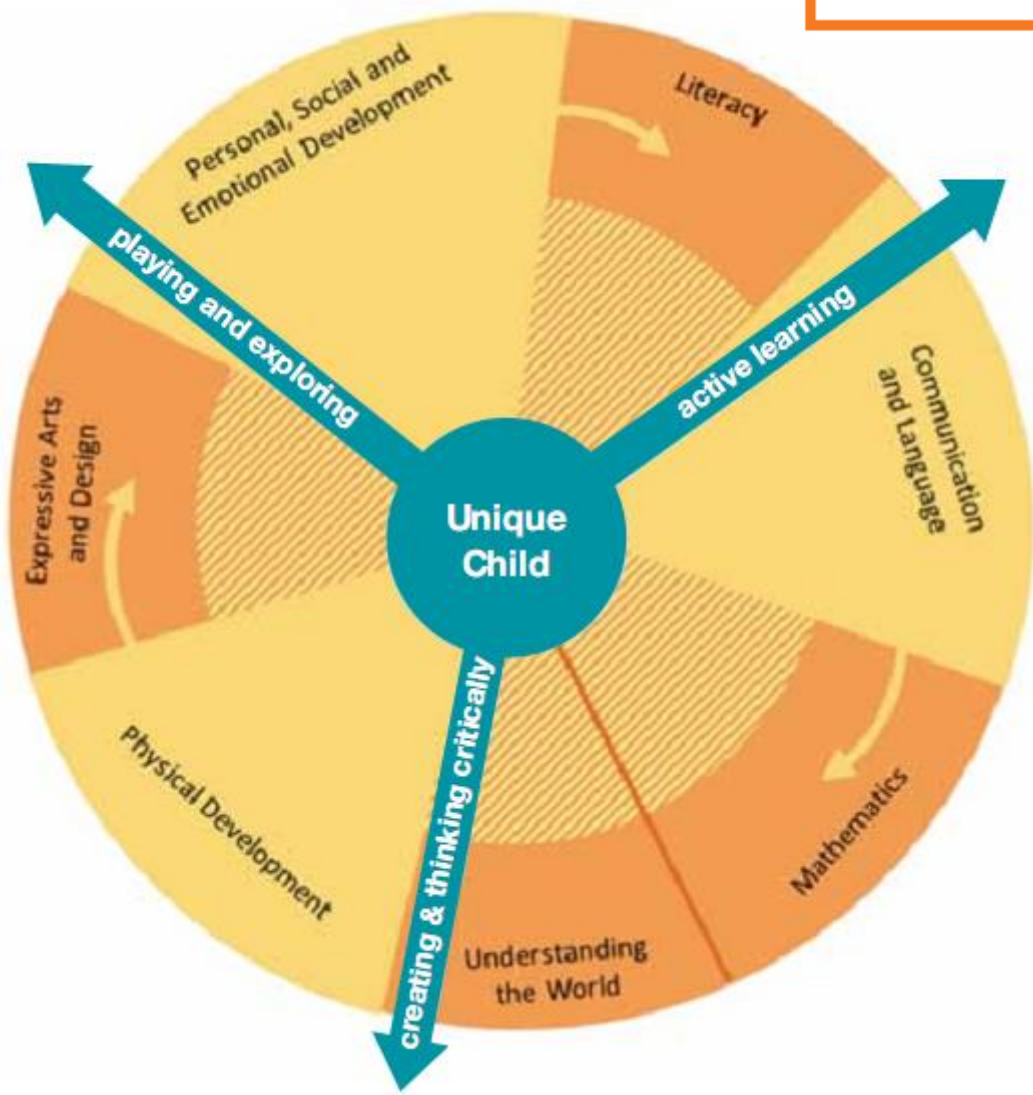 Personal, Social and
Emotional Development
Literacy
playing and exploring
active learning
Communication
and Language
Expressive Arts
and Design
Unique
Child
Physical Development
creating & thinking critically
Mathematics
Understanding
the World